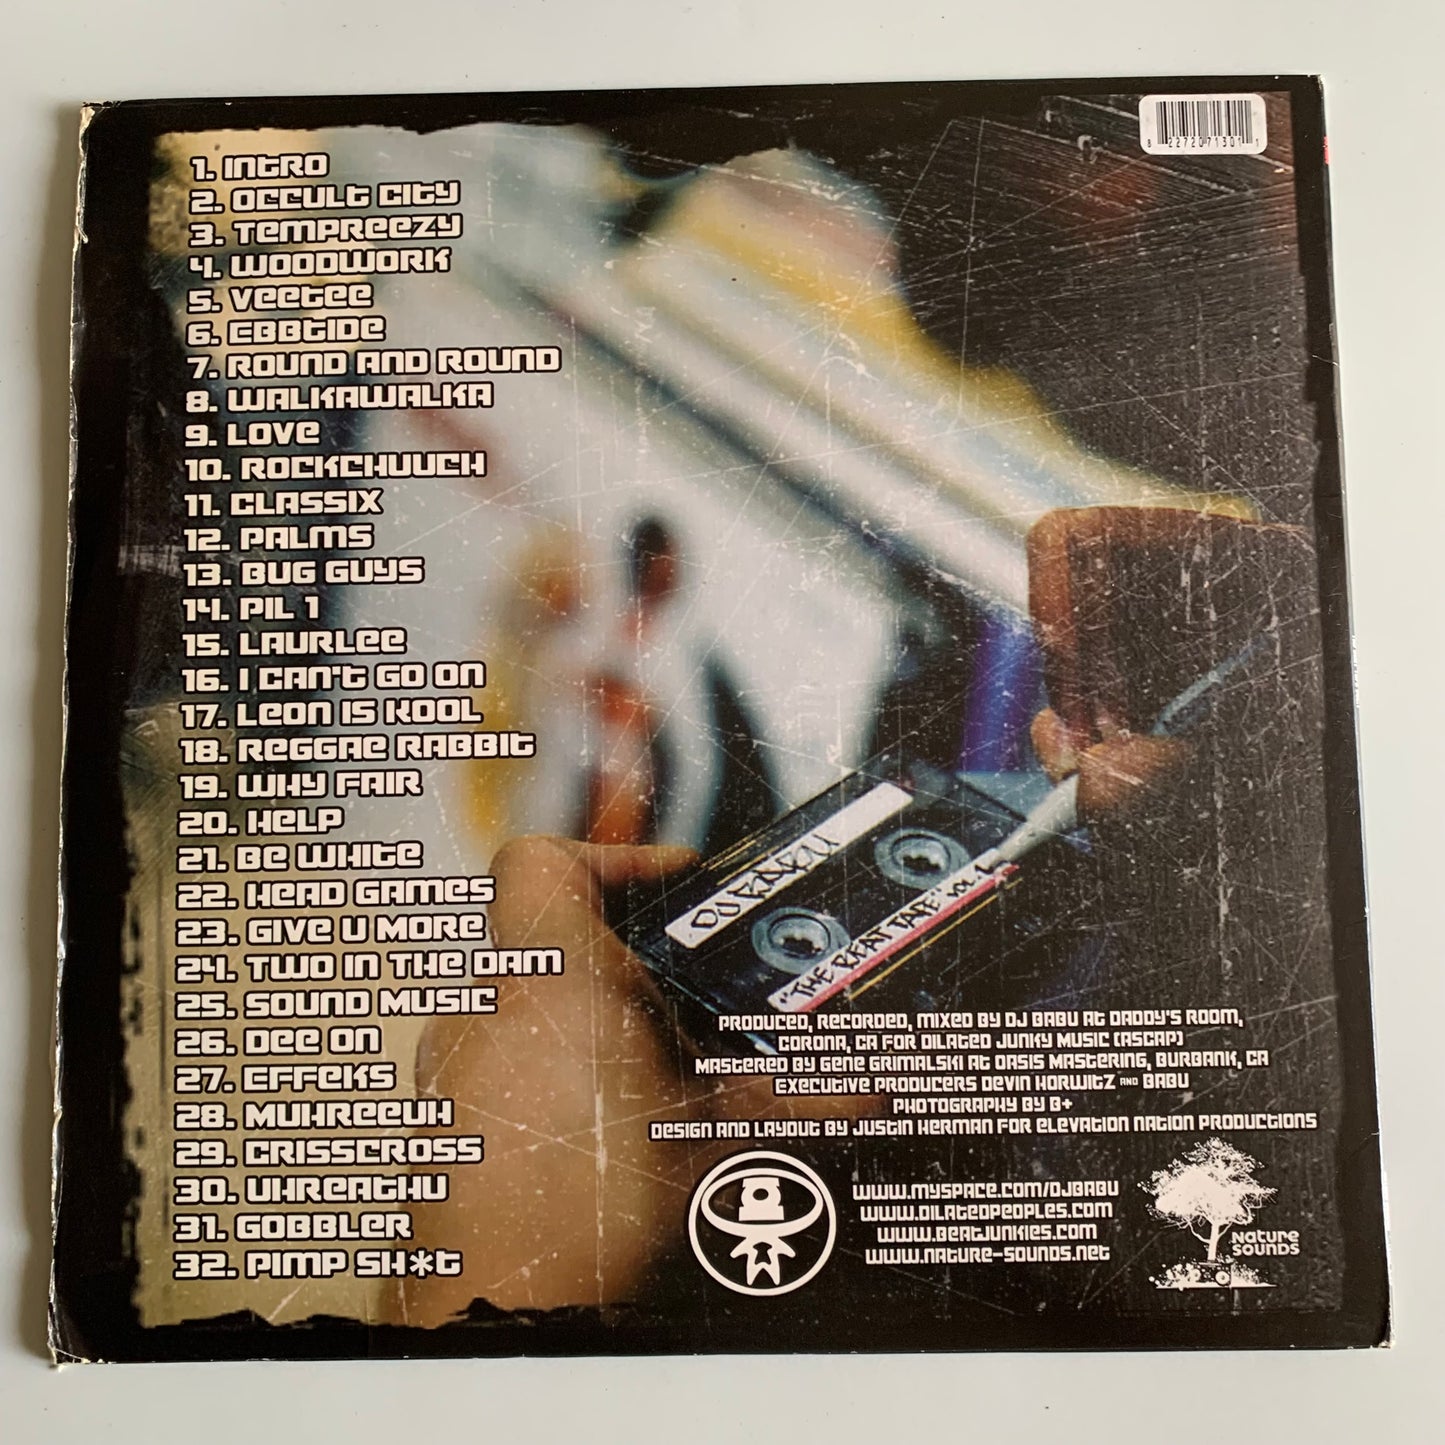 8 22720 71301 1
1. INTRO
2. OCCULT CITY
3. TEMPREEZY
4. WOODWORK
5. VEETEE
6. EBBTIDE
7. ROUND AND ROUND
8. WALKAWALKA
9. LOVE
10. ROCKCHUUCH
11. CLASSIX
12. PALMS
13. BUG GUYS
14. PIL 1
15. LAURLEE
16. I CAN'T GO ON
17. LEON IS KOOL
18. REGGAE RABBIT
19. WHY FAIR
20. HELP
21. BE WHITE
22. HEAD GAMES
23. GIVE U MORE
24. TWO IN THE DAM
25. SOUND MUSIC
26. DEE ON
27. EFFEKS
28. MUHREEUH
29. CRISSCROSS
30. UHREATHU
31. GOBBLER
32. PIMP SH*T
DJ BABU
"THE BEAT TAPE" VOL. 1
PRODUCED, RECORDED, MIXED BY DJ BABU AT DADDY'S ROOM,
CORONA, CA FOR DILATED JUNKY MUSIC (ASCAP)
MASTERED BY GENE GRIMALSKI AT OASIS MASTERING, BURBANK, CA
EXECUTIVE PRODUCERS DEVIN HORWITZ AND BABU
PHOTOGRAPHY BY B+
DESIGN AND LAYOUT BY JUSTIN HERMAN FOR ELEVATION NATION PRODUCTIONS
WWW.MYSPACE.COM/DJBABU
WWW.DILATEDPEOPLES.COM
WWW.BEATJUNKIES.COM
WWW.NATURE-SOUNDS.NET
NATURE
SOUNDS